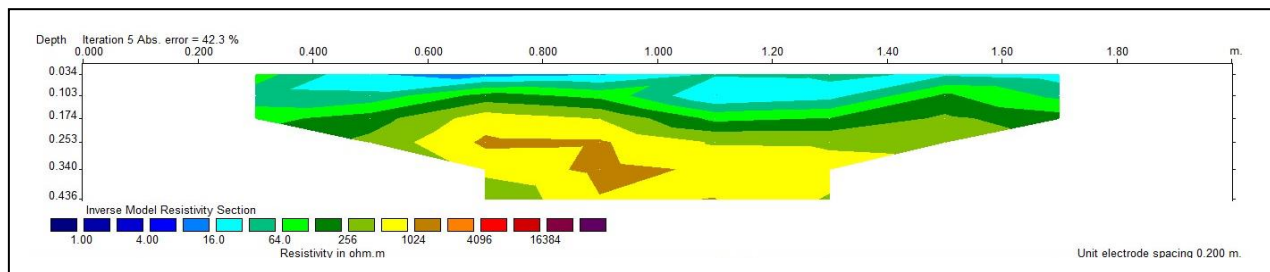 Depth Iteration 5 Abs. error = 42.3 %
0.000 0.200 0.400 0.600 0.800 1.000 1.20 1.40 1.60 1.80 m.
0.034
0.103
0.174
0.253
0.340
0.436
Inverse Model Resistivity Section
1.00 4.00 16.0 64.0 256 1024 4096 16384
Resistivity in ohm.m Unit electrode spacing 0.200 m.